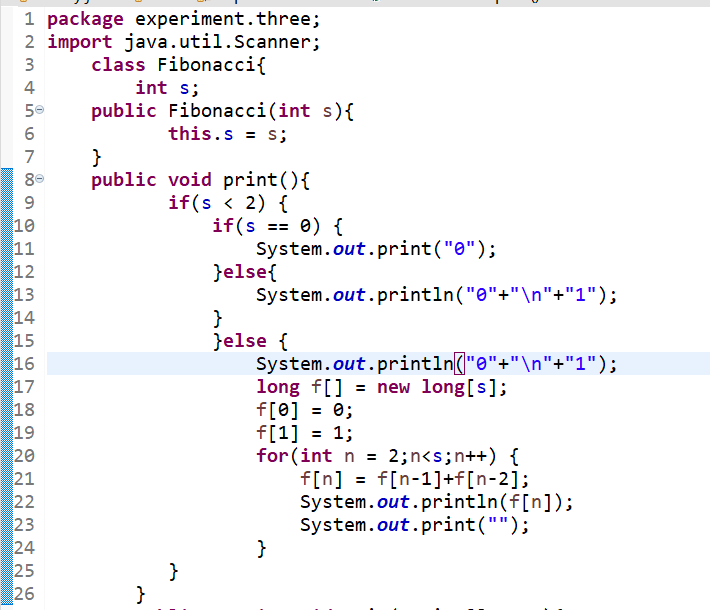 1 package experiment.three;
2 import java.util.Scanner;
3     class Fibonacci{
4         int s;
5     public Fibonacci(int s){
6            this.s = s;
7     }
8     public void print(){
9            if(s < 2) {
10                if(s == 0) {
11                    System.out.print("0");
12                }else{
13                    System.out.println("0"+"\n"+"1");
14                }
15                }else {
16                    System.out.println("0"+"\n"+"1");
17                    long f[] = new long[s];
18                    f[0] = 0;
19                    f[1] = 1;
20                    for(int n = 2;n<s;n++) {
21                        f[n] = f[n-1]+f[n-2];
22                        System.out.println(f[n]);
23                        System.out.print("");
24                    }
25            }
26         }